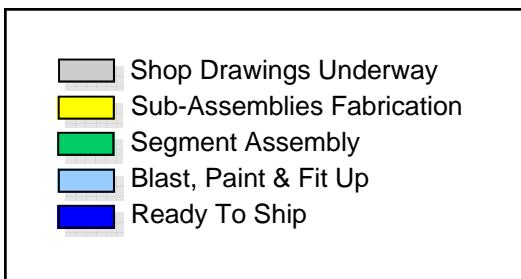 Shop Drawings Underway
Sub-Assemblies Fabrication
Segment Assembly
Blast, Paint & Fit Up
Ready To Ship